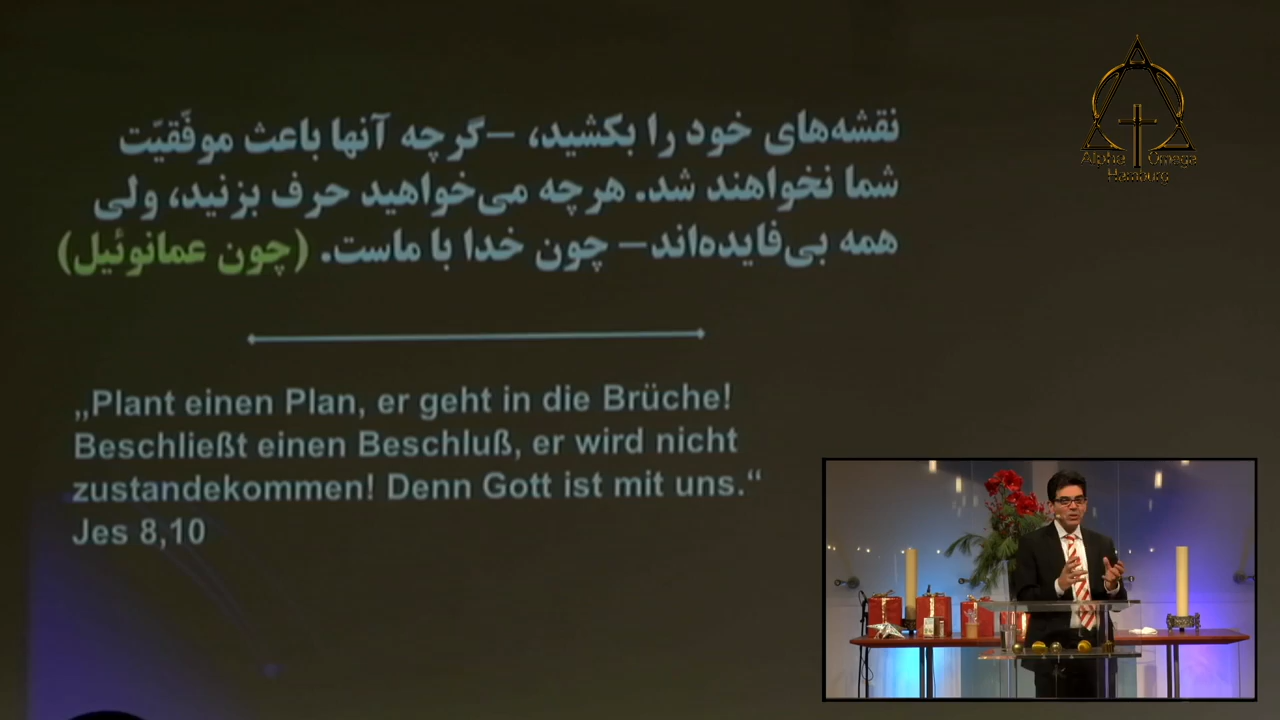 نقشه‌های خود را بکشید، –گرچه آنها باعث موفّقیّت
شما نخواهند شد. هرچه می‌خواهید حرف بزنید، ولی
همه بی‌فایده‌اند– چون خدا با ماست. (چون عمانوئیل)
„Plant einen Plan, er geht in die Brüche!
Beschließt einen Beschluß, er wird nicht
zustandekommen! Denn Gott ist mit uns.“
Jes 8,10
Alpha Omega
Hamburg